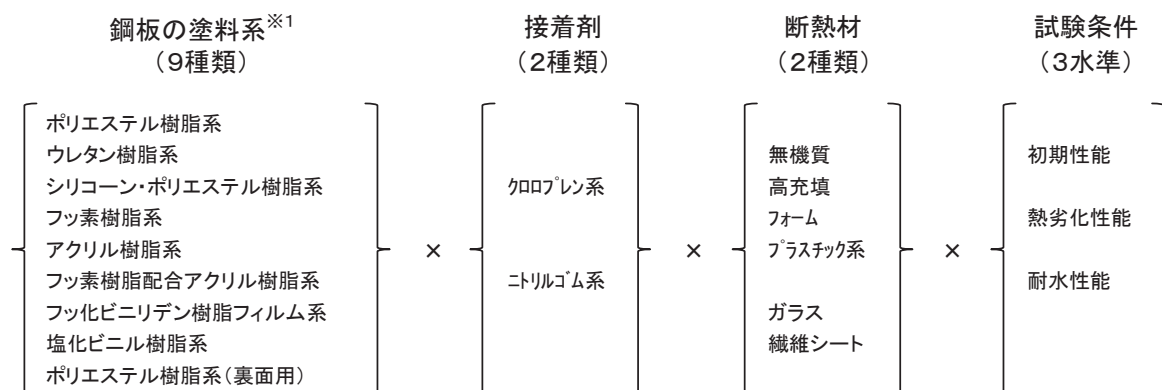 鋼板の塗料系※1
（9種類）
接着剤
（2種類）
断熱材
（2種類）
試験条件
（3水準）
ポリエステル樹脂系
ウレタン樹脂系
シリコーン・ポリエステル樹脂系
フッ素樹脂系
アクリル樹脂系
フッ素樹脂配合アクリル樹脂系
フッ化ビニリデン樹脂フィルム系
塩化ビニル樹脂系
ポリエステル樹脂系（裏面用）
×
ｸﾛﾛﾌﾟﾚﾝ系
ﾆﾄﾘﾙｺﾞﾑ系
×
無機質
高充填
ﾌｫｰﾑ
ﾌﾟﾗｽﾁｯｸ系
ガラス
繊維シート
×
初期性能
熱劣化性能
耐水性能